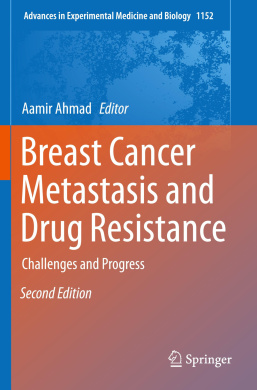 Advances in Experimental Medicine and Biology 1152
Aamir Ahmad Editor
Breast Cancer
Metastasis and
Drug Resistance
Challenges and Progress
Second Edition
Springer